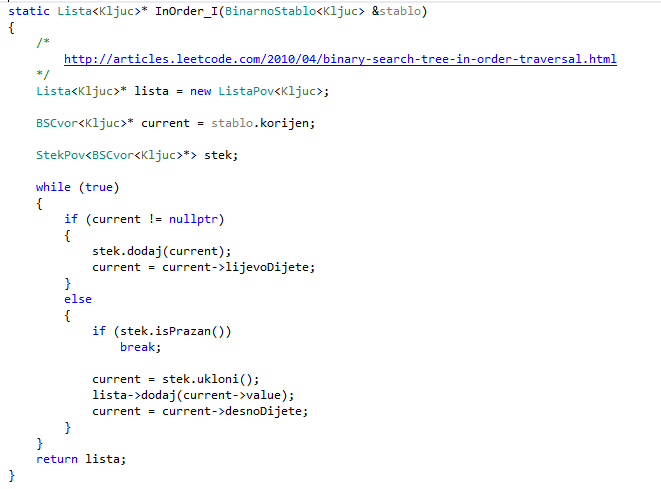 static Lista<Kljuc>* InOrder_I(BinarnoStablo<Kljuc> &stablo)
{
    /*
        http://articles.leetcode.com/2010/04/binary-search-tree-in-order-traversal.html
    */
    Lista<Kljuc>* lista = new ListaPov<Kljuc>;

    BSCvor<Kljuc>* current = stablo.korijen;

    StekPov<BSCvor<Kljuc>*> stek;

    while (true)
    {
        if (current != nullptr)
        {
            stek.dodaj(current);
            current = current->lijevoDijete;
        }
        else
        {
            if (stek.isPrazan())
                break;

            current = stek.ukloni();
            lista->dodaj(current->value);
            current = current->desnoDijete;
        }
    }
    return lista;
}